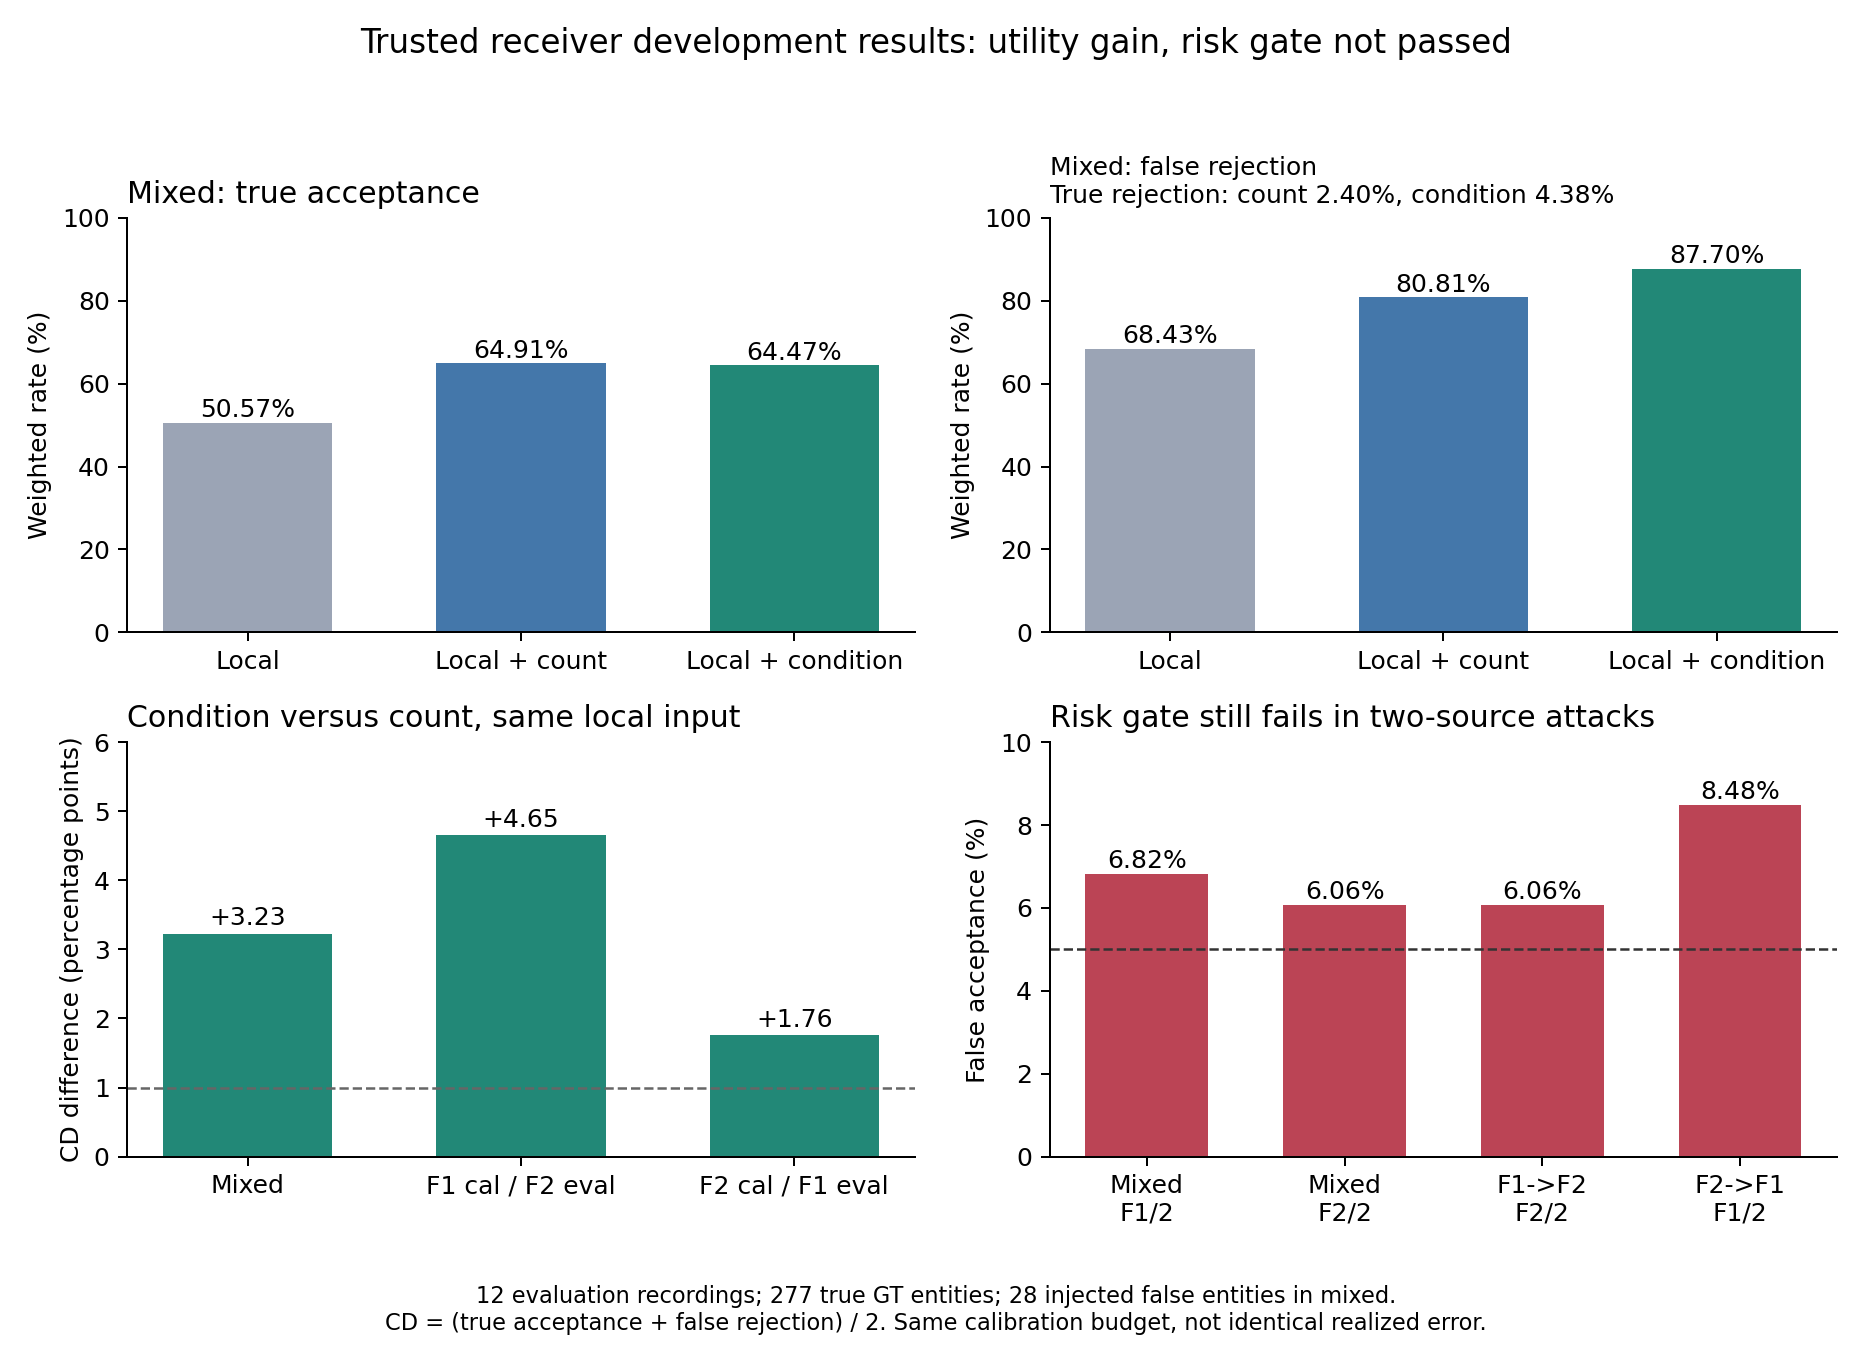 Trusted receiver development results: utility gain, risk gate not passed
Mixed: true acceptance
Weighted rate (%)
100
80
60
40
20
0
50.57%
64.91%
64.47%
Local
Local + count
Local + condition
Mixed: false rejection
True rejection: count 2.40%, condition 4.38%
Weighted rate (%)
100
80
60
40
20
0
68.43%
80.81%
87.70%
Local
Local + count
Local + condition
Condition versus count, same local input
CD difference (percentage points)
6
5
4
3
2
1
0
+3.23
+4.65
+1.76
Mixed
F1 cal / F2 eval
F2 cal / F1 eval
Risk gate still fails in two-source attacks
False acceptance (%)
10
8
6
4
2
0
6.82%
6.06%
6.06%
8.48%
Mixed
F1/2
Mixed
F2/2
F1->F2
F2/2
F2->F1
F1/2
12 evaluation recordings; 277 true GT entities; 28 injected false entities in mixed.
CD = (true acceptance + false rejection) / 2. Same calibration budget, not identical realized error.